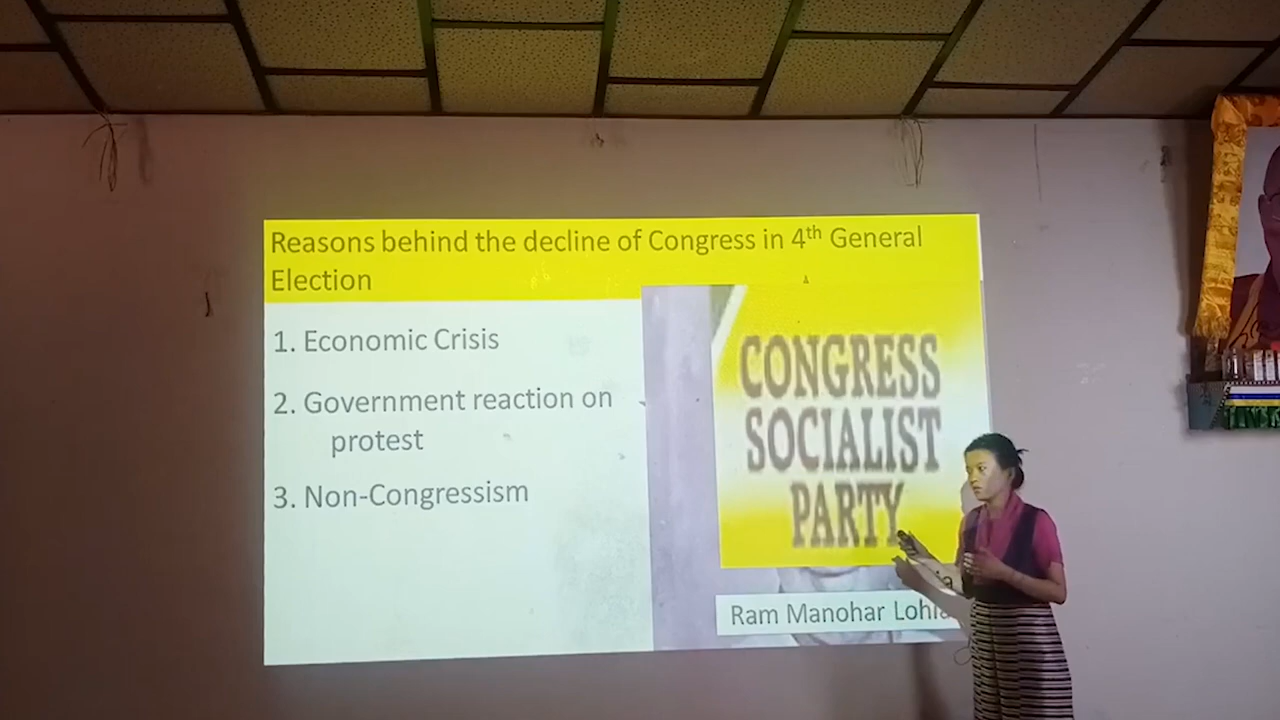 Reasons behind the decline of Congress in 4th General
Election
1. Economic Crisis
2. Government reaction on
protest
3. Non-Congressism
CONGRESS
SOCIALIST
PARTY
Ram Manohar Lohia